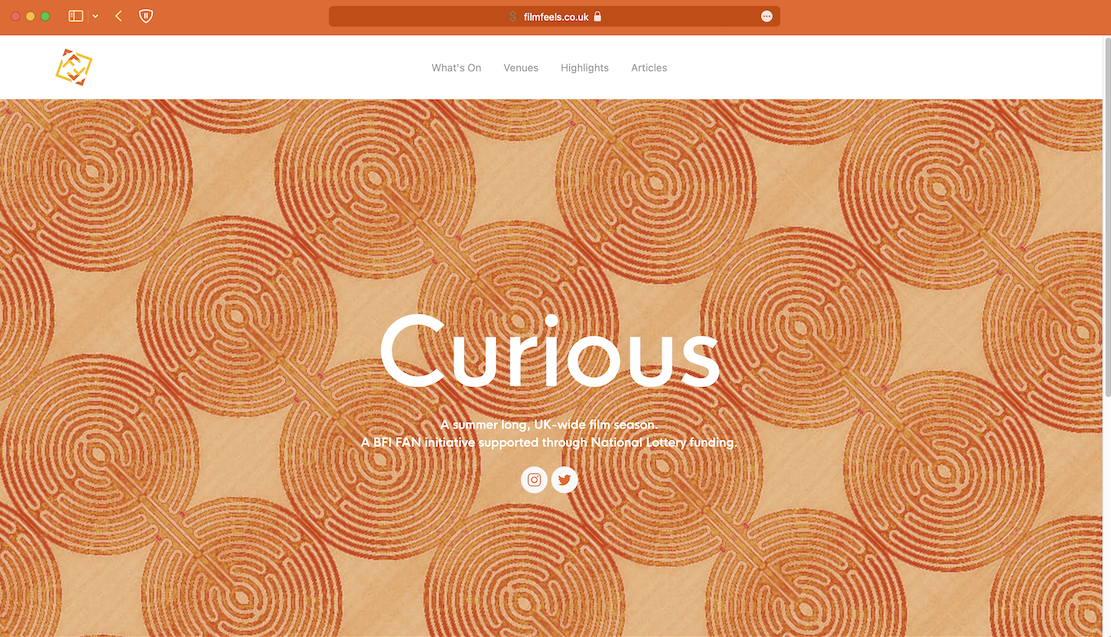 filmfeels.co.uk
What's On Venues Highlights Articles
Curious
A summer long, UK-wide film season.
A BFI FAN initiative supported through National Lottery funding.